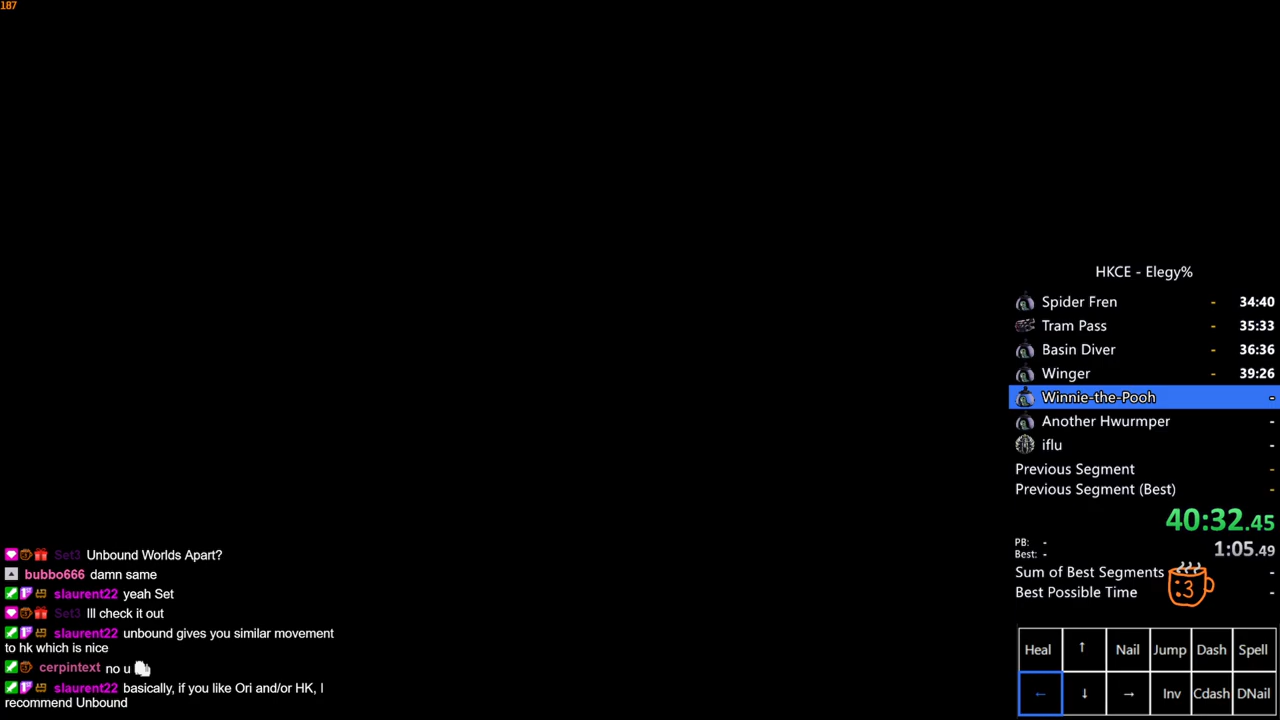 187
HKCE - Elegy%
Spider Fren - 34:40
Tram Pass - 35:33
Basin Diver - 36:36
Winger - 39:26
Winnie-the-Pooh -
Another Hwurmper -
iflu -
Previous Segment -
Previous Segment (Best) -
40:32.45
PB: -
Best: -
1:05.49
Sum of Best Segments -
Best Possible Time -
:3
Heal ↑ Nail Jump Dash Spell
← ↓ → Inv Cdash DNail
Set3 Unbound Worlds Apart?
bubbo666 damn same
slaurent22 yeah Set
Set3 Ill check it out
slaurent22 unbound gives you similar movement
to hk which is nice
cerpintext no u
slaurent22 basically, if you like Ori and/or HK, I
recommend Unbound